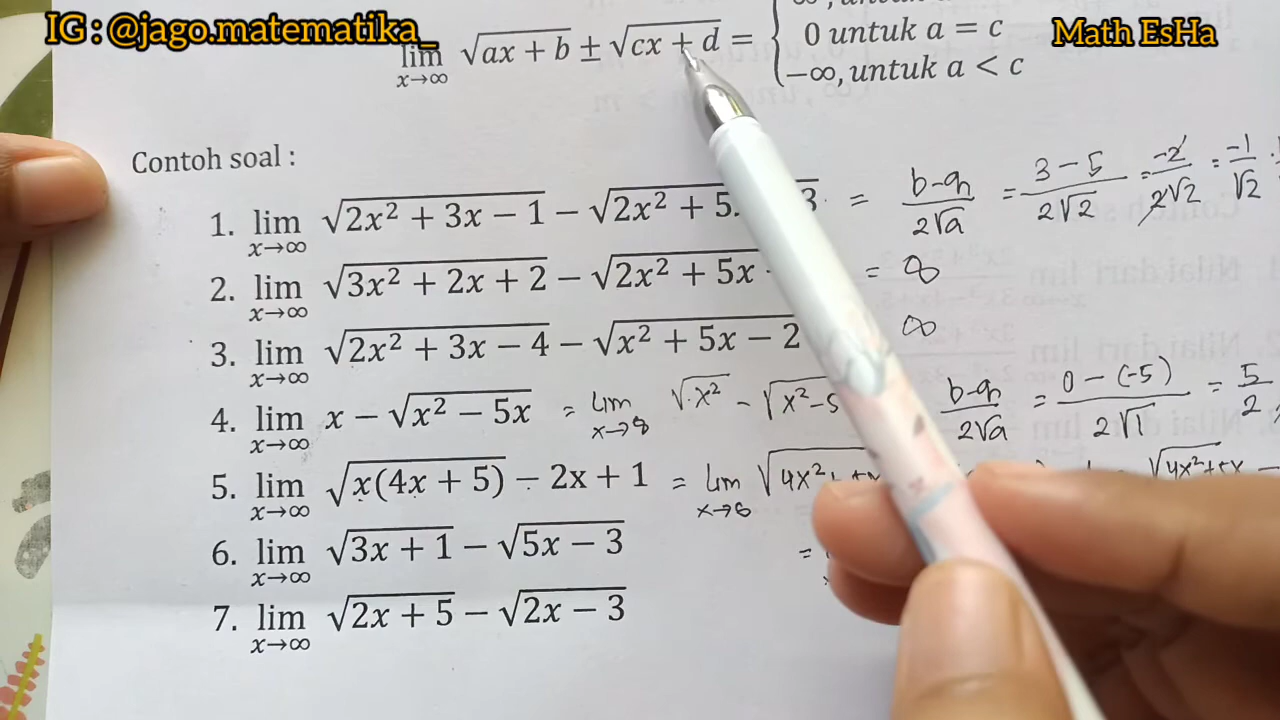 IG : @jago.matematika_
Math EsHa
lim x→∞ √(ax + b) ± √(cx + d) = {
0 untuk a = c
−∞, untuk a < c
Contoh soal :
1. lim x→∞ √(2x² + 3x − 1) − √(2x² + 5 3 = (b−q)/(2√a) = (3 − 5)/(2√2) = −2/(2√2) = −1/√2
2. lim x→∞ √(3x² + 2x + 2) − √(2x² + 5x = ∞
3. lim x→∞ √(2x² + 3x − 4) − √(x² + 5x − 2) ∞
4. lim x→∞ x − √(x² − 5x) = lim x→∞ √x² − √(x² − 5 (b−q)/(2√a) = (0 − (−5))/(2√1) = 5/2
5. lim x→∞ √(x(4x + 5)) − 2x + 1 = lim x→∞ √(4x² + √(4x² +
6. lim x→∞ √(3x + 1) − √(5x − 3) =
7. lim x→∞ √(2x + 5) − √(2x − 3)